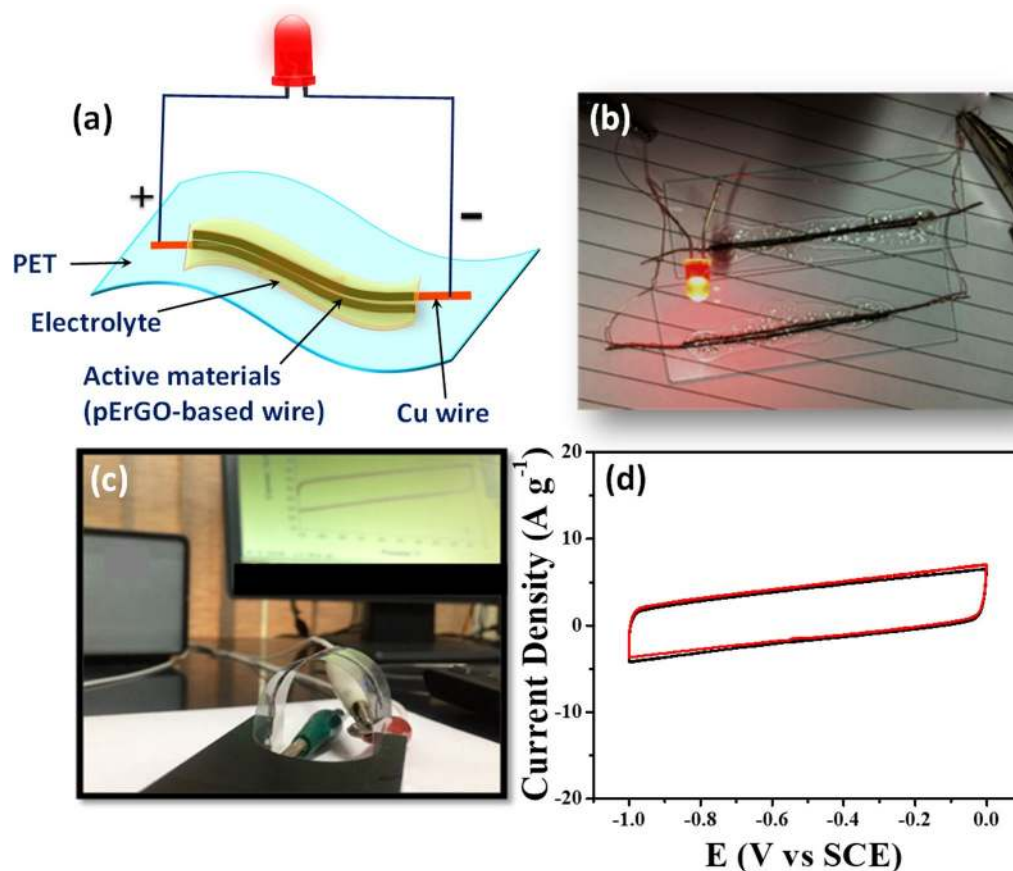 (a)
+
−
PET
Electrolyte
Active materials
(pErGO-based wire)
Cu wire
(b)
(c)
(d)
20
10
0
-10
-20
Current Density (A g⁻¹)
-1.0 -0.8 -0.6 -0.4 -0.2 0.0
E (V vs SCE)